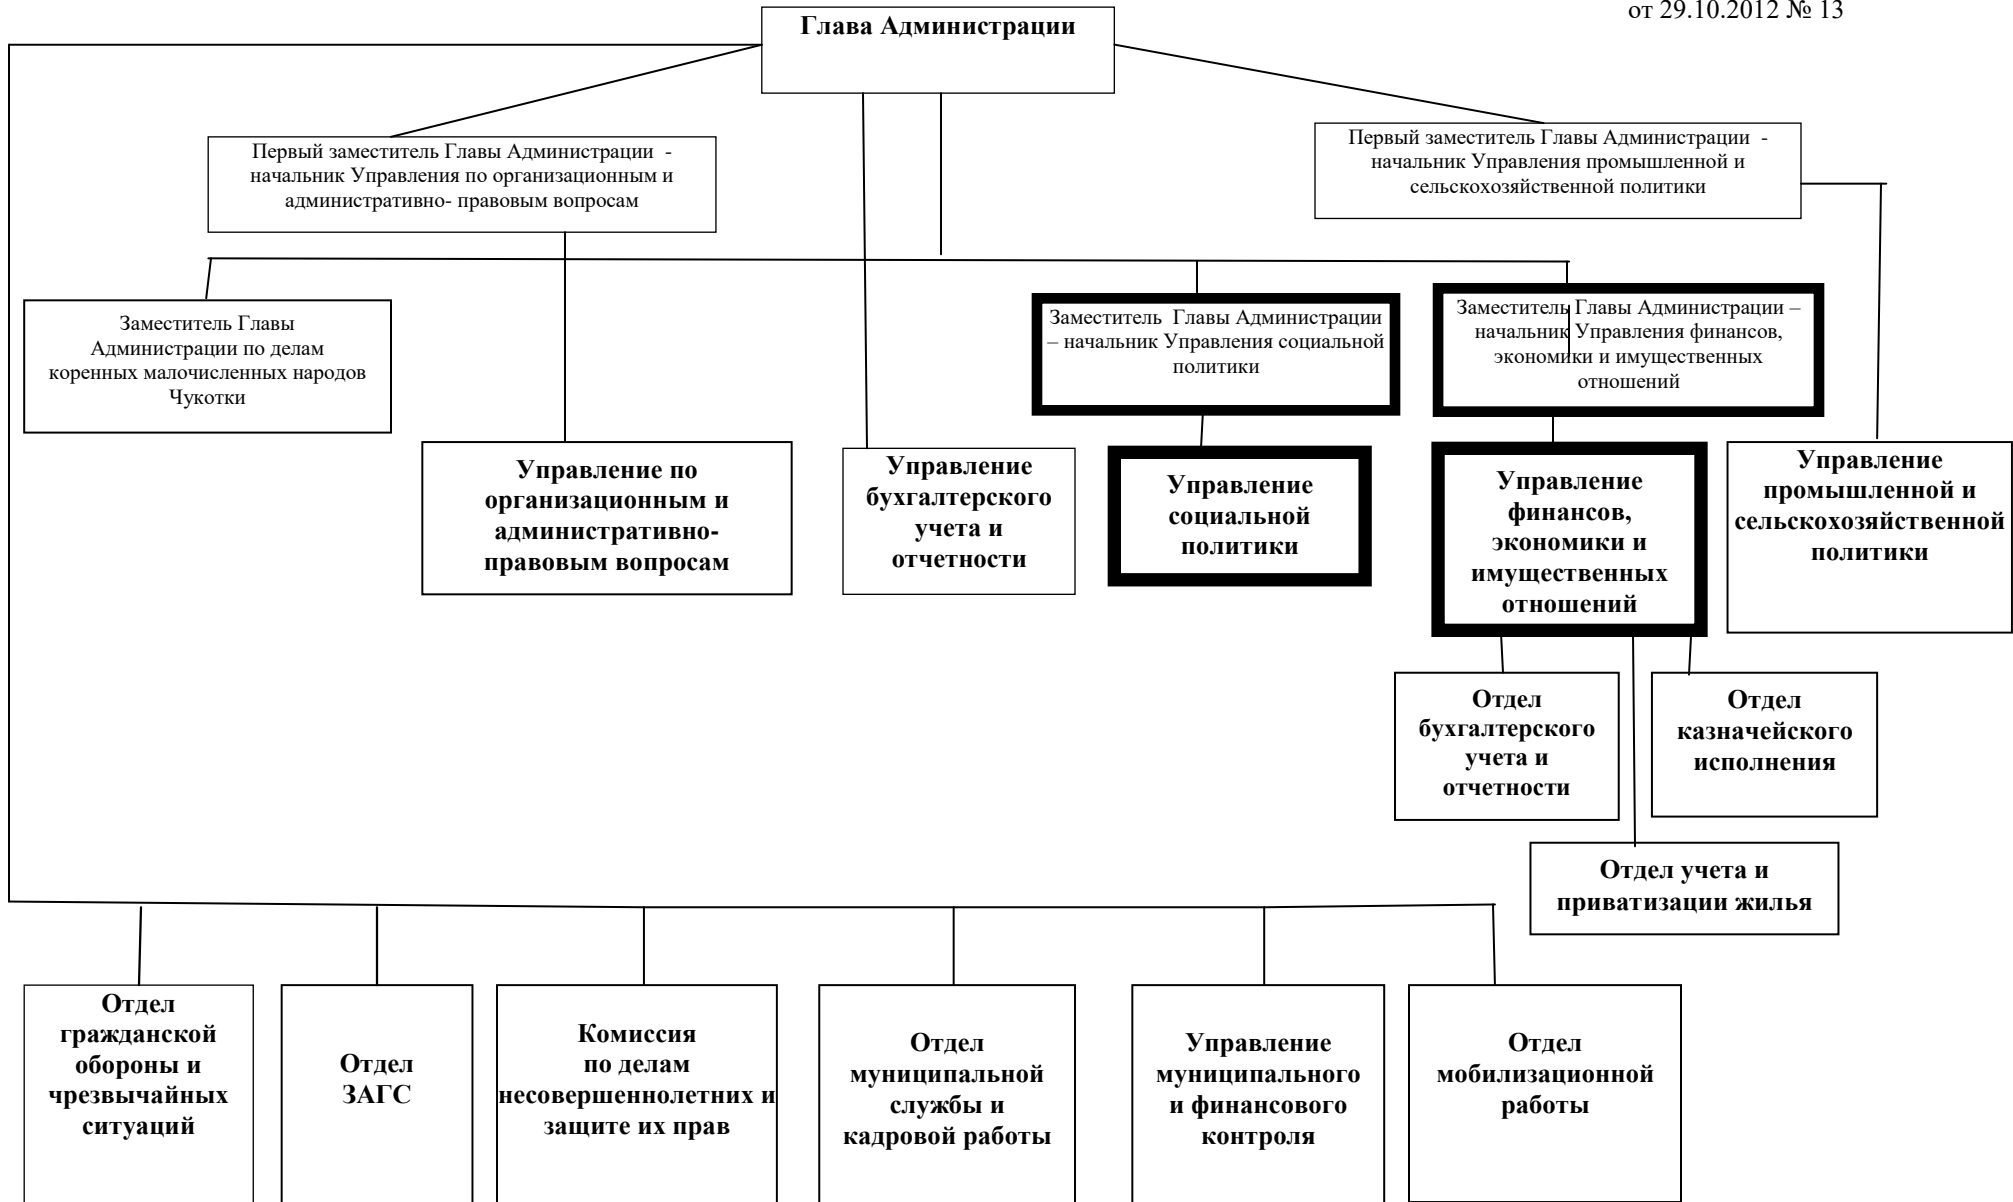 от 29.10.2012 № 13
Глава Администрации
Первый заместитель Главы Администрации -
начальник Управления по организационным и
административно- правовым вопросам
Первый заместитель Главы Администрации -
начальник Управления промышленной и
сельскохозяйственной политики
Заместитель Главы
Администрации по делам
коренных малочисленных народов
Чукотки
Заместитель Главы Администрации
– начальник Управления социальной
политики
Заместитель Главы Администрации –
начальник Управления финансов,
экономики и имущественных
отношений
Управление по
организационным и
административно-
правовым вопросам
Управление
бухгалтерского
учета и
отчетности
Управление
социальной
политики
Управление
финансов,
экономики и
имущественных
отношений
Управление
промышленной и
сельскохозяйственной
политики
Отдел
бухгалтерского
учета и
отчетности
Отдел
казначейского
исполнения
Отдел учета и
приватизации жилья
Отдел
гражданской
обороны и
чрезвычайных
ситуаций
Отдел
ЗАГС
Комиссия
по делам
несовершеннолетних и
защите их прав
Отдел
муниципальной
службы и
кадровой работы
Управление
муниципального
и финансового
контроля
Отдел
мобилизационной
работы